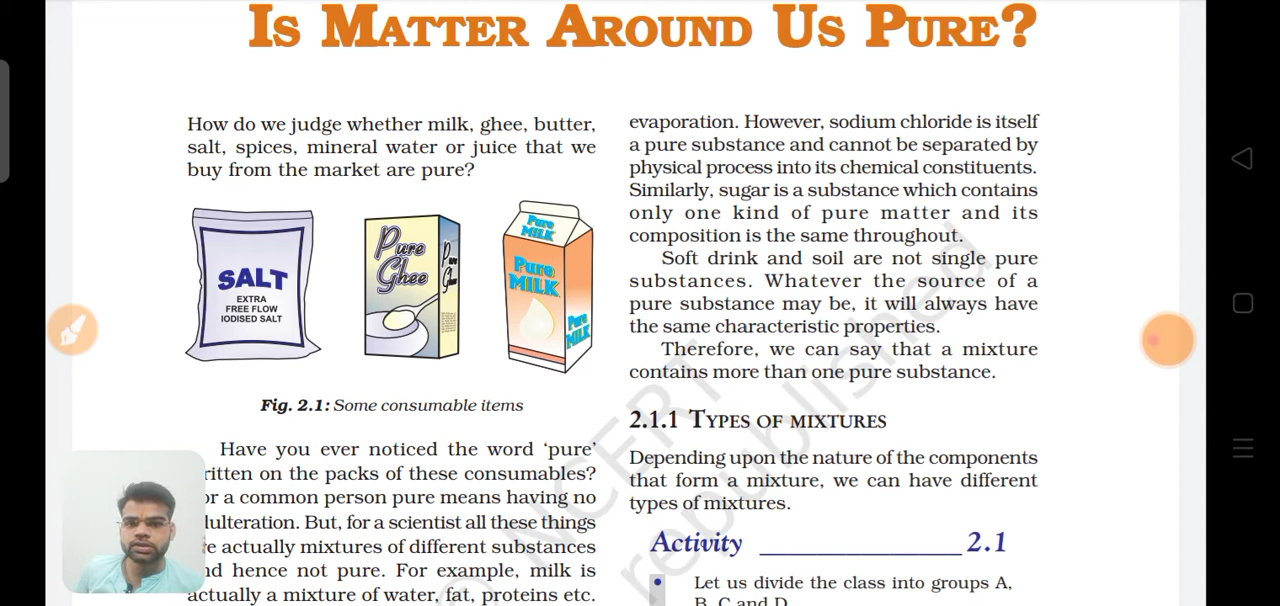 IS MATTER AROUND US PURE?
How do we judge whether milk, ghee, butter,
salt, spices, mineral water or juice that we
buy from the market are pure?
SALT
EXTRA
FREE FLOW
IODISED SALT
Pure
Ghee
Pure
Ghee
Pure
MILK
Pure
MILK
Pure
MILK
Fig. 2.1: Some consumable items
Have you ever noticed the word ‘pure’
ritten on the packs of these consumables?
or a common person pure means having no
dulteration. But, for a scientist all these things
re actually mixtures of different substances
nd hence not pure. For example, milk is
actually a mixture of water, fat, proteins etc.
evaporation. However, sodium chloride is itself
a pure substance and cannot be separated by
physical process into its chemical constituents.
Similarly, sugar is a substance which contains
only one kind of pure matter and its
composition is the same throughout.
Soft drink and soil are not single pure
substances. Whatever the source of a
pure substance may be, it will always have
the same characteristic properties.
Therefore, we can say that a mixture
contains more than one pure substance.
2.1.1 TYPES OF MIXTURES
Depending upon the nature of the components
that form a mixture, we can have different
types of mixtures.
Activity 2.1
• Let us divide the class into groups A,
B, C and D.
© NCERT
republished